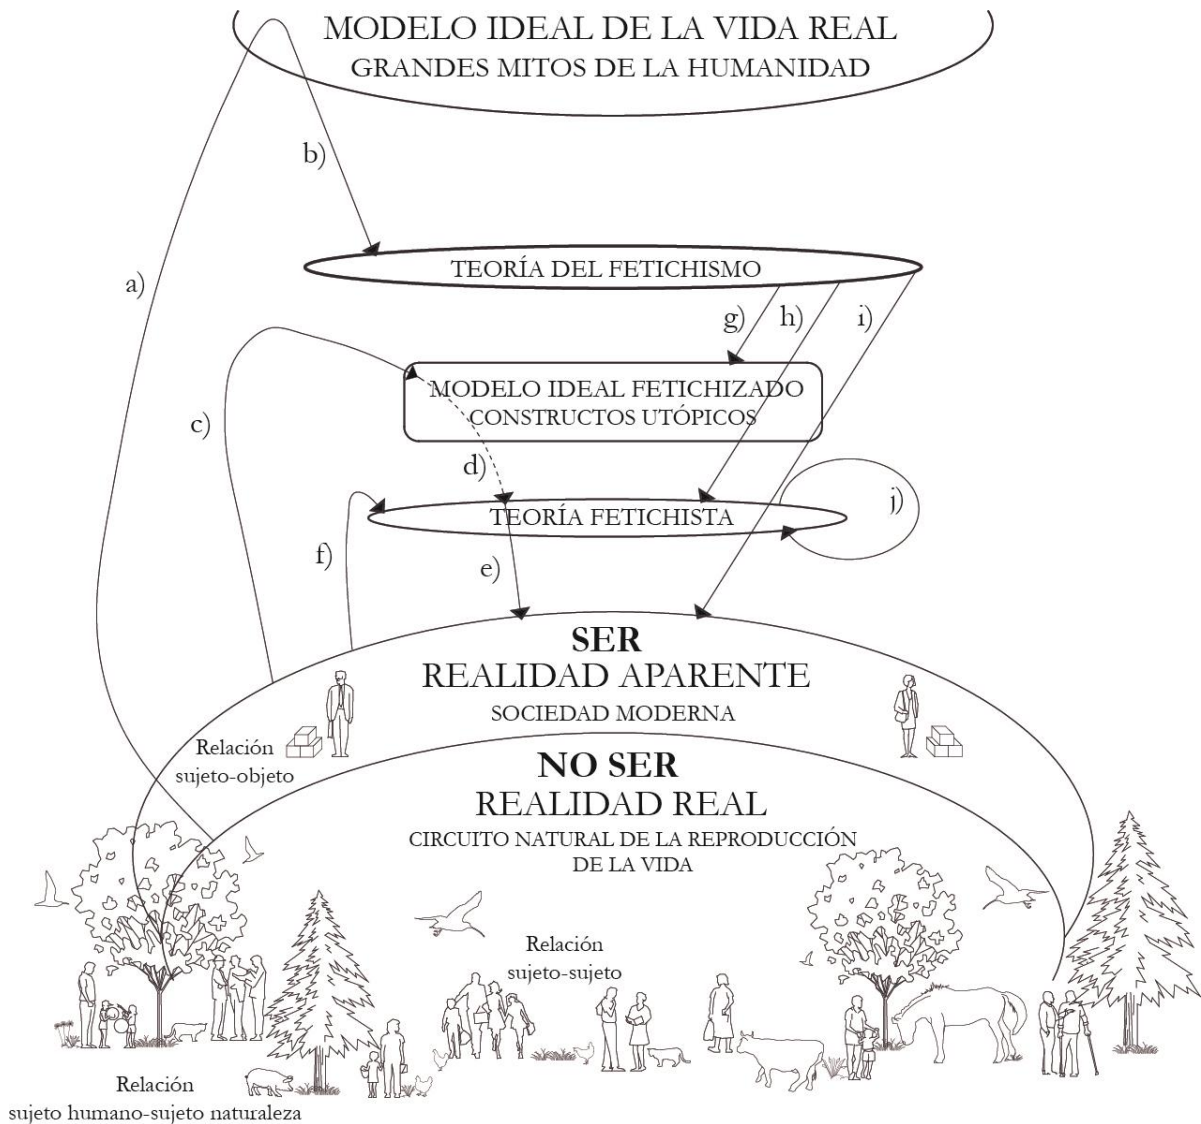 MODELO IDEAL DE LA VIDA REAL
GRANDES MITOS DE LA HUMANIDAD
b)
TEORÍA DEL FETICHISMO
a)
g)
h)
i)
MODELO IDEAL FETICHIZADO
CONSTRUCTOS UTÓPICOS
c)
d)
j)
TEORÍA FETICHISTA
f)
e)
SER
REALIDAD APARENTE
SOCIEDAD MODERNA
Relación
sujeto-objeto
NO SER
REALIDAD REAL
CIRCUITO NATURAL DE LA REPRODUCCIÓN
DE LA VIDA
Relación
sujeto-sujeto
Relación
sujeto humano-sujeto naturaleza